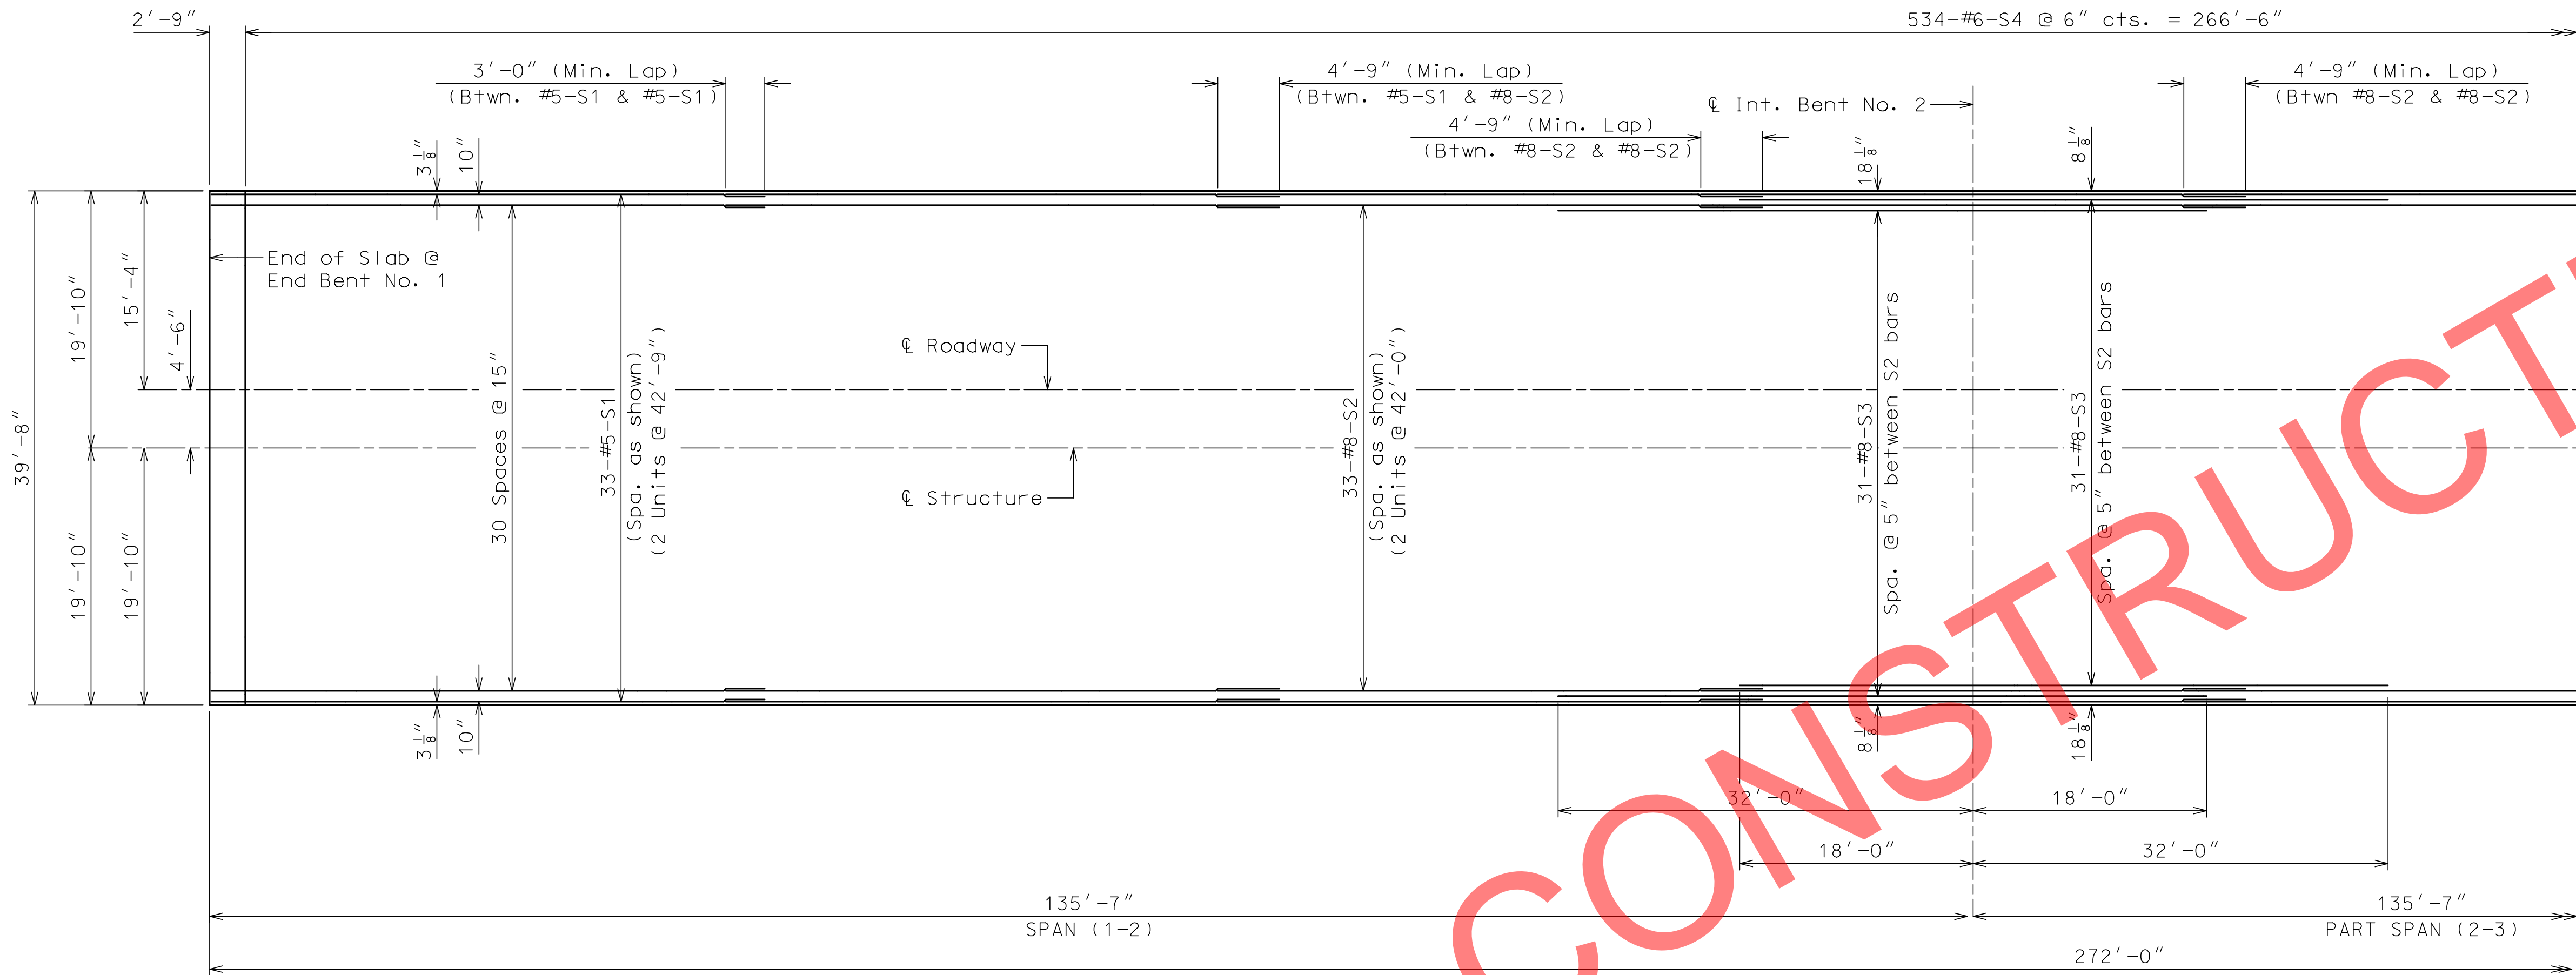 2'-9"
534-#6-S4 @ 6" cts. = 266'-6"
3'-0" (Min. Lap)
(Btwn. #5-S1 & #5-S1)
4'-9" (Min. Lap)
(Btwn. #5-S1 & #8-S2)
4'-9" (Min. Lap)
(Btwn. #8-S2 & #8-S2)
℄ Int. Bent No. 2
4'-9" (Min. Lap)
(Btwn #8-S2 & #8-S2)
3 1/8"
10"
18 1/8"
8 1/8"
End of Slab @
End Bent No. 1
39'-8"
19'-10"
15'-4"
4'-6"
19'-10"
19'-10"
30 Spaces @ 15"
33-#5-S1
(Spa. as shown)
(2 Units @ 42'-9")
℄ Roadway
℄ Structure
33-#8-S2
(Spa. as shown)
(2 Units @ 42'-0")
31-#8-S3
Spa. @ 5" between S2 bars
31-#8-S3
Spa. @ 5" between S2 bars
3 1/8"
10"
8 1/8"
18 1/8"
32'-0"
18'-0"
18'-0"
32'-0"
135'-7"
SPAN (1-2)
135'-7"
PART SPAN (2-3)
272'-0"
CONSTRUCT